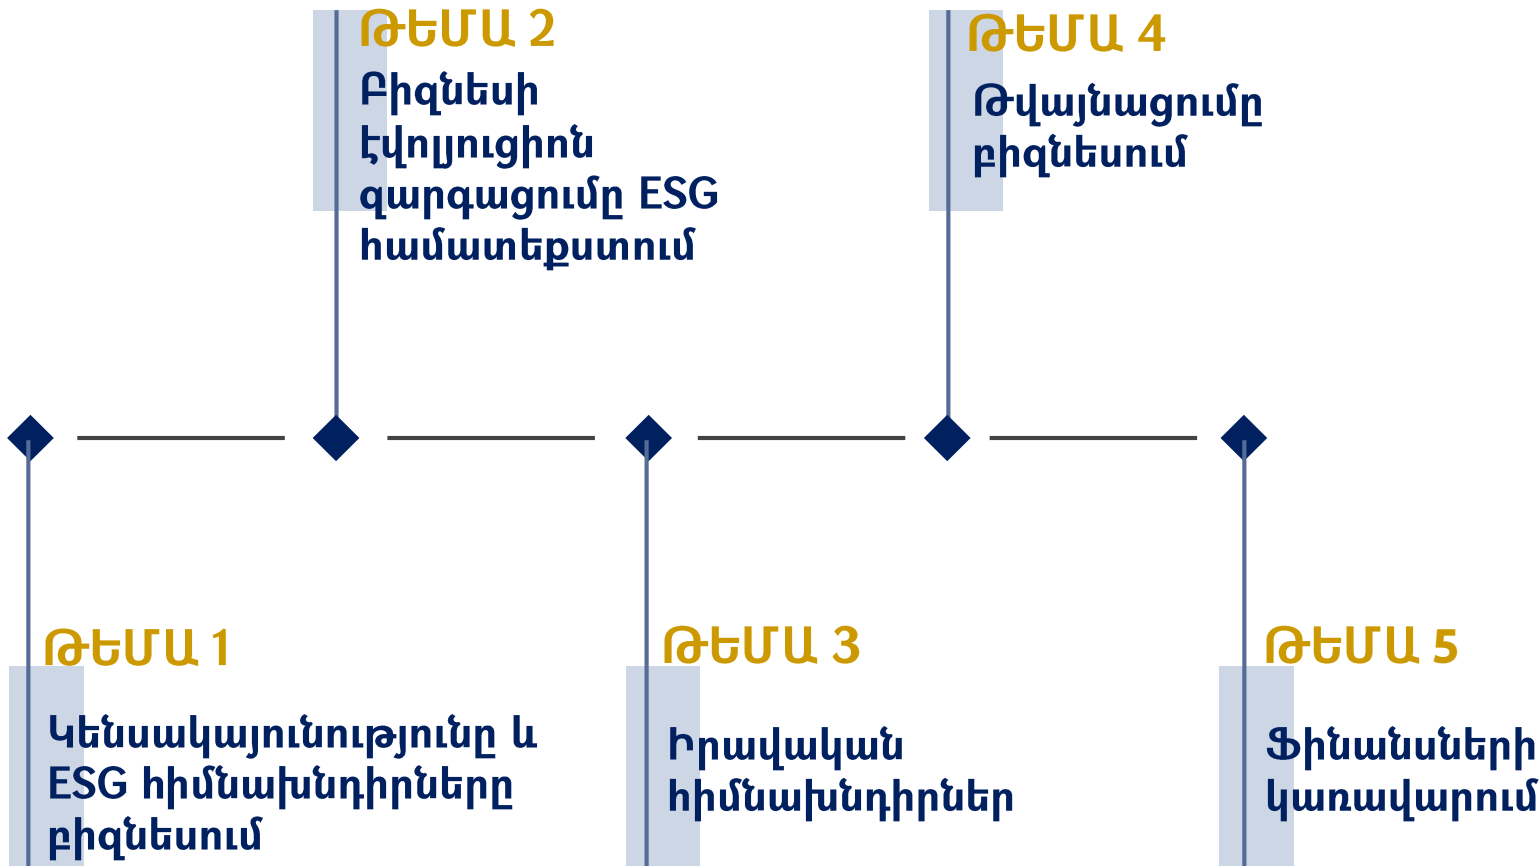 ԹԵՄԱ 1
Կենսակայունությունը և
ESG հիմնախնդիրները
բիզնեսում
ԹԵՄԱ 2
Բիզնեսի
էվոլյուցիոն
զարգացումը ESG
համատեքստում
ԹԵՄԱ 3
Իրավական
հիմնախնդիրներ
ԹԵՄԱ 4
Թվայնացումը
բիզնեսում
ԹԵՄԱ 5
Ֆինանսների
կառավարում